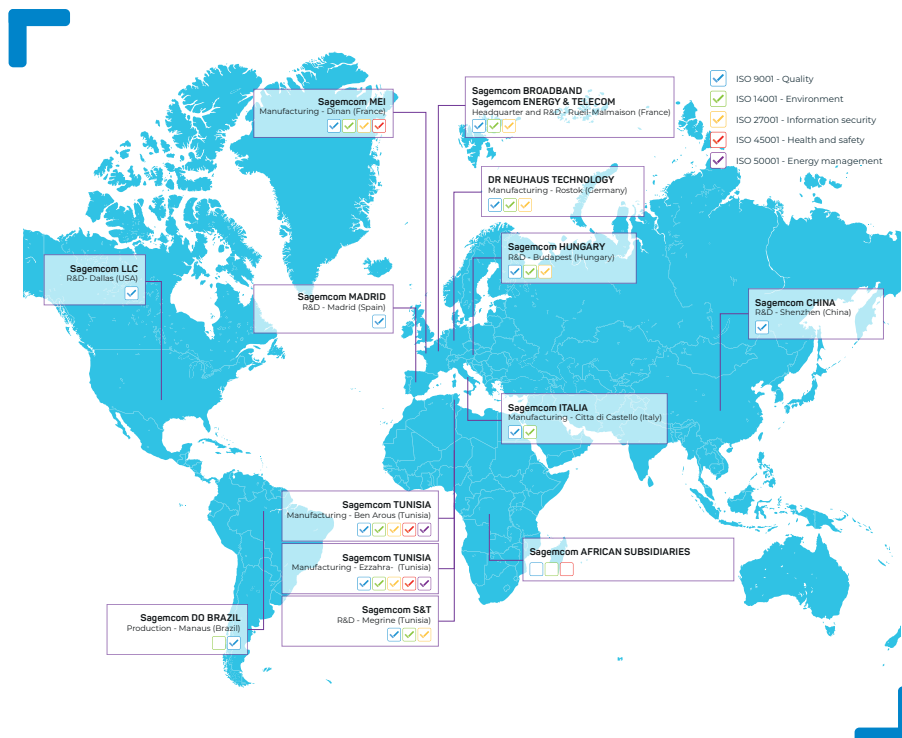 Sagemcom MEI
Manufacturing - Dinan (France)
Sagemcom BROADBAND
Sagemcom ENERGY & TELECOM
Headquarter and R&D - Rueil-Malmaison (France)
ISO 9001 - Quality
ISO 14001 - Environment
ISO 27001 - Information security
ISO 45001 - Health and safety
ISO 50001 - Energy management
DR NEUHAUS TECHNOLOGY
Manufacturing - Rostok (Germany)
Sagemcom HUNGARY
R&D - Budapest (Hungary)
Sagemcom LLC
R&D- Dallas (USA)
Sagemcom MADRID
R&D - Madrid (Spain)
Sagemcom CHINA
R&D - Shenzhen (China)
Sagemcom ITALIA
Manufacturing - Citta di Castello (Italy)
Sagemcom TUNISIA
Manufacturing - Ben Arous (Tunisia)
Sagemcom AFRICAN SUBSIDIARIES
Sagemcom TUNISIA
Manufacturing - Ezzahra- (Tunisia)
Sagemcom S&T
R&D - Megrine (Tunisia)
Sagemcom DO BRAZIL
Production - Manaus (Brazil)